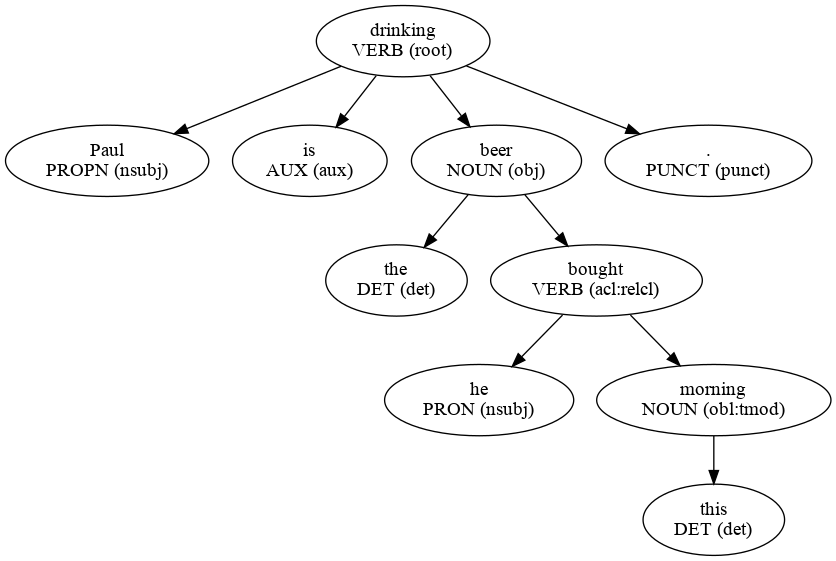 drinking
VERB (root)
Paul
PROPN (nsubj)
is
AUX (aux)
beer
NOUN (obj)
.
PUNCT (punct)
the
DET (det)
bought
VERB (acl:relcl)
he
PRON (nsubj)
morning
NOUN (obl:tmod)
this
DET (det)